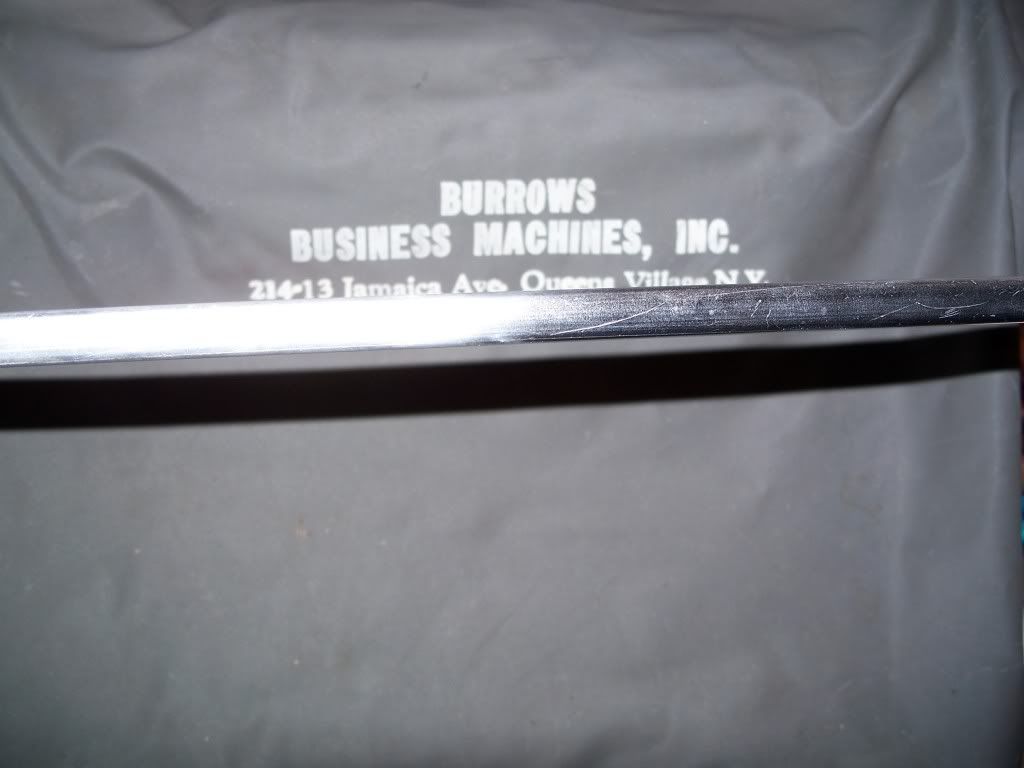 BURROWS
BUSINESS MACHINES, INC.
214-13 Jamaica Ave, Queens Village N.Y.